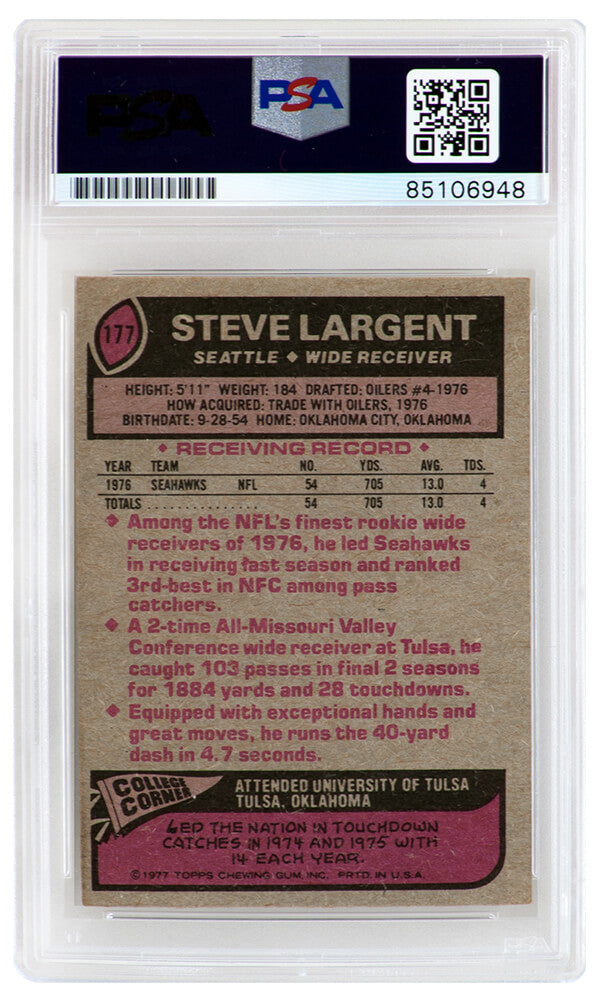 PSA
PSA
85106948
177
STEVE LARGENT
SEATTLE ◆ WIDE RECEIVER
HEIGHT: 5'11" WEIGHT: 184 DRAFTED: OILERS #4-1976
HOW ACQUIRED: TRADE WITH OILERS, 1976
BIRTHDATE: 9-28-54 HOME: OKLAHOMA CITY, OKLAHOMA
◆ RECEIVING RECORD ◆
YEAR TEAM NO. YDS. AVG. TDS.
1976 SEAHAWKS NFL 54 705 13.0 4
TOTALS . . . . . . . . . . . . . . 54 705 13.0 4
◆ Among the NFL's finest rookie wide
receivers of 1976, he led Seahawks
in receiving last season and ranked
3rd-best in NFC among pass
catchers.
◆ A 2-time All-Missouri Valley
Conference wide receiver at Tulsa, he
caught 103 passes in final 2 seasons
for 1884 yards and 28 touchdowns.
◆ Equipped with exceptional hands and
great moves, he runs the 40-yard
dash in 4.7 seconds.
COLLEGE
CORNER
ATTENDED UNIVERSITY OF TULSA
TULSA, OKLAHOMA
LED THE NATION IN TOUCHDOWN
CATCHES IN 1974 AND 1975 WITH
14 EACH YEAR.
© 1977 TOPPS CHEWING GUM, INC. PRTD. IN U.S.A.
PSA